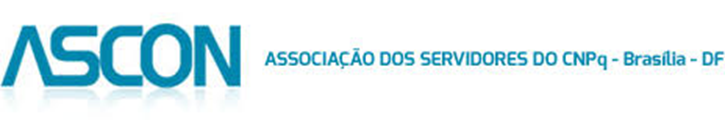 ASCON
ASSOCIAÇÃO DOS SERVIDORES DO CNPq - Brasília - DF